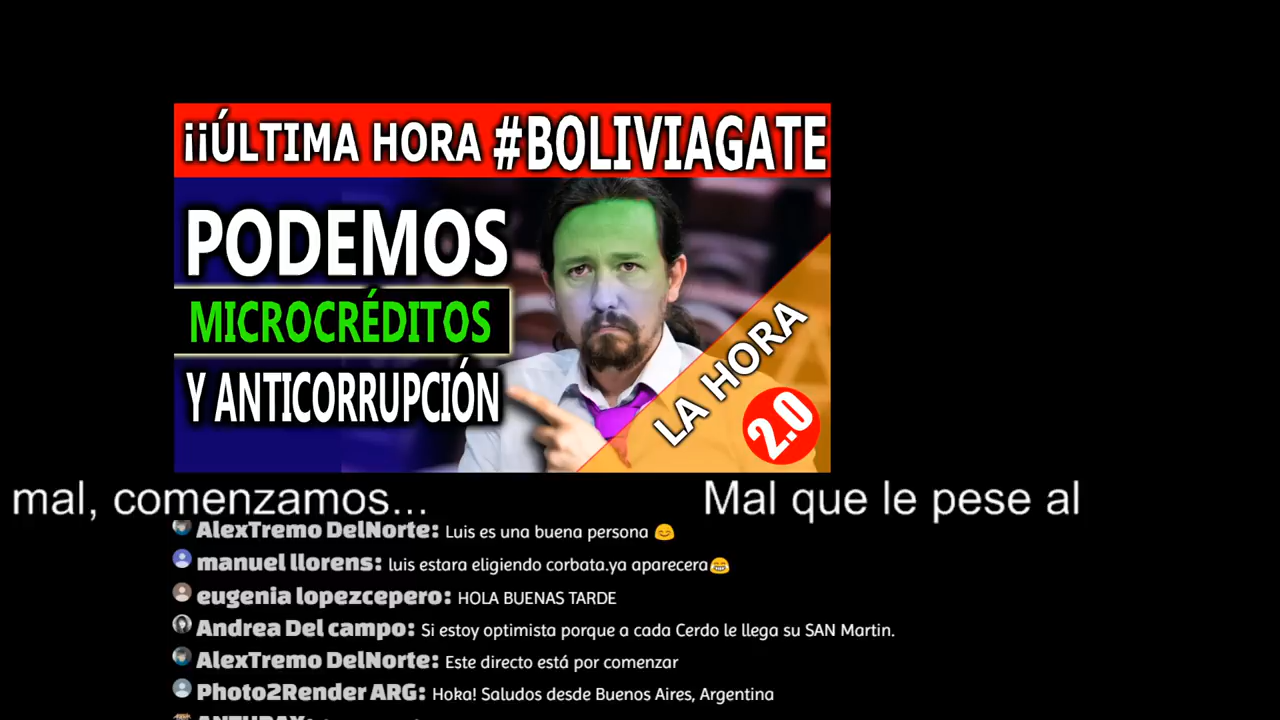 ¡¡ÚLTIMA HORA #BOLIVIAGATE
PODEMOS
MICROCRÉDITOS
Y ANTICORRUPCIÓN
LA HORA
2.0
mal, comenzamos... Mal que le pese al
AlexTremo DelNorte: Luis es una buena persona 😊
manuel llorens: luis estara eligiendo corbata.ya aparecera😂
eugenia lopezcepero: HOLA BUENAS TARDE
Andrea Del campo: Si estoy optimista porque a cada Cerdo le llega su SAN Martin.
AlexTremo DelNorte: Este directo está por comenzar
Photo2Render ARG: Hoka! Saludos desde Buenos Aires, Argentina